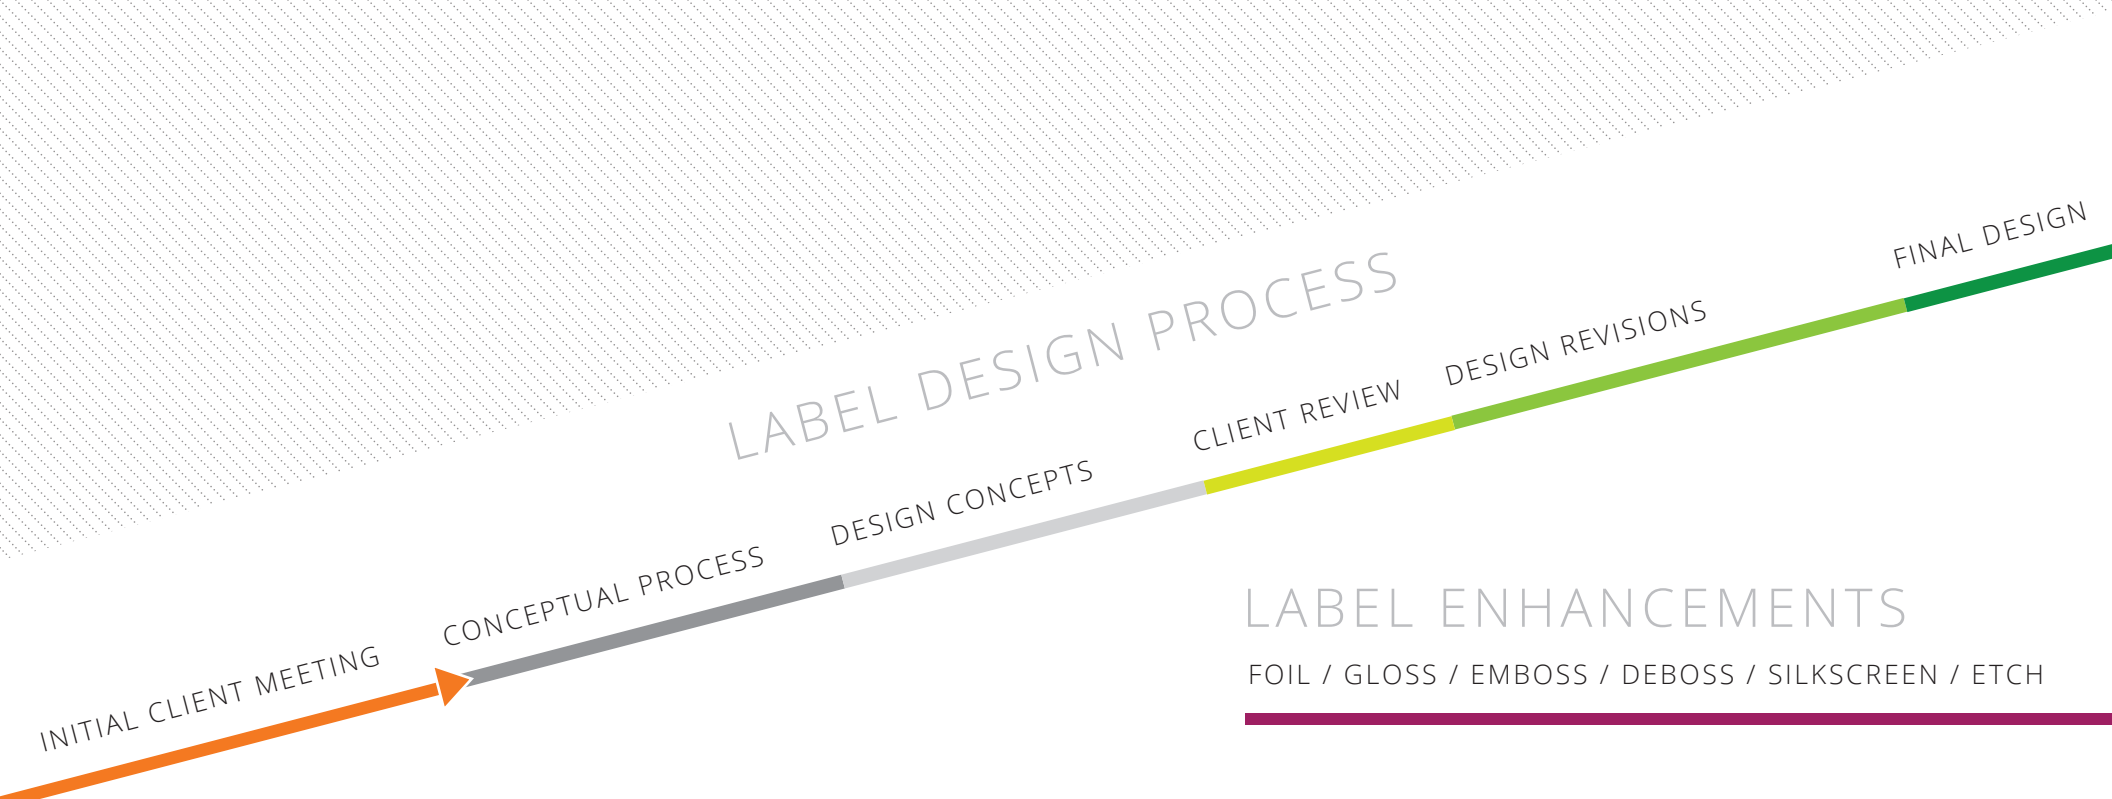 LABEL DESIGN PROCESS
INITIAL CLIENT MEETING
CONCEPTUAL PROCESS
DESIGN CONCEPTS
CLIENT REVIEW
DESIGN REVISIONS
FINAL DESIGN
LABEL ENHANCEMENTS
FOIL / GLOSS / EMBOSS / DEBOSS / SILKSCREEN / ETCH